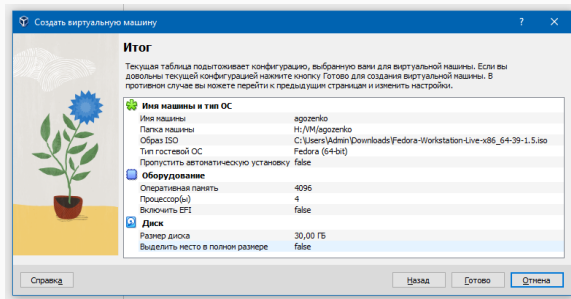 Создать виртуальную машину
Итог
Текущая таблица подытоживает конфигурацию, выбранную вами для виртуальной машины. Если вы
довольны текущей конфигурацией нажмите кнопку Готово для создания виртуальной машины. В
противном случае вы можете перейти к предыдущим страницам и изменить настройки.
Имя машины и тип ОС
Имя машины agozenko
Папка машины H:/VM/agozenko
Образ ISO C:\Users\Admin\Downloads\Fedora-Workstation-Live-x86_64-39-1.5.iso
Тип гостевой ОС Fedora (64-bit)
Пропустить автоматическую установку false
Оборудование
Оперативная память 4096
Процессор(ы) 4
Включить EFI false
Диск
Размер диска 30,00 ГБ
Выделить место в полном размере false
Справка Назад Готово Отмена